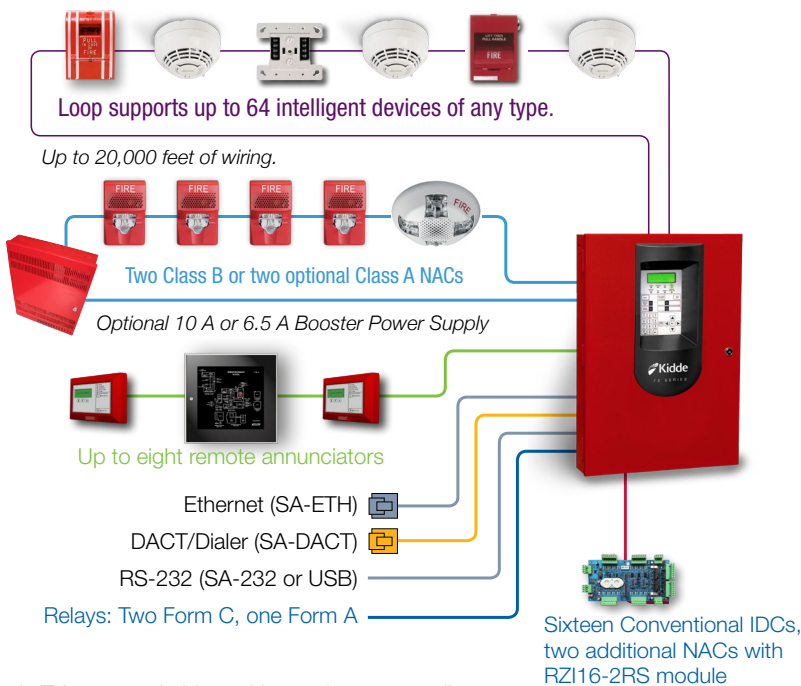 PULL
FIRE
FIRE
Loop supports up to 64 intelligent devices of any type.
Up to 20,000 feet of wiring.
FIRE
FIRE
FIRE
FIRE
FIRE
Two Class B or two optional Class A NACs
Optional 10 A or 6.5 A Booster Power Supply
Kidde
FX SERIES
Up to eight remote annunciators
Ethernet (SA-ETH)
DACT/Dialer (SA-DACT)
RS-232 (SA-232 or USB)
Relays: Two Form C, one Form A
Sixteen Conventional IDCs,
two additional NACs with
RZI16-2RS module